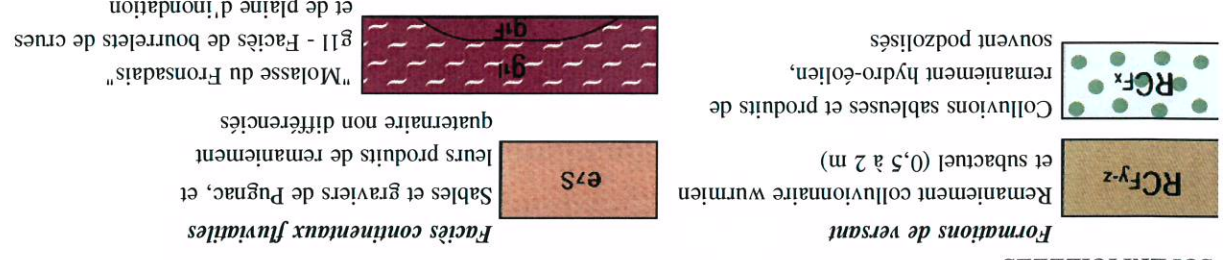 SUPERFICIELLES
Formations de versant
RCFy-z
Remaniement colluvionnaire wurmien
et subactuel (0,5 à 2 m)
RCFx
Colluvions sableuses et produits de
remaniement hydro-éolien,
souvent podzolisés
Faciès continentaux fluviatiles
e7S
Sables et graviers de Pugnac, et
leurs produits de remaniement
quaternaire non différenciés
g1l
g1F
"Molasse du Fronsadais"
g1l - Faciès de bourrelets de crues
et de plaine d'inondation